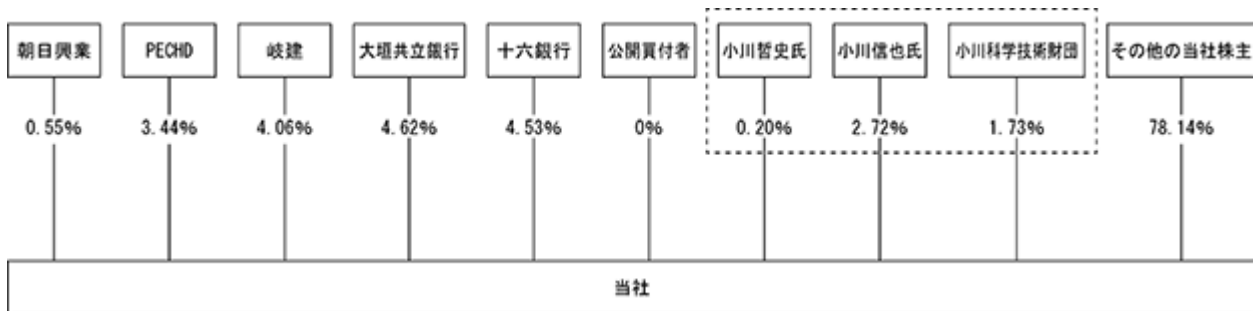 朝日興業
PECHD
岐建
大垣共立銀行
十六銀行
公開買付者
小川哲史氏
小川信也氏
小川科学技術財団
その他の当社株主
0.55%
3.44%
4.06%
4.62%
4.53%
0%
0.20%
2.72%
1.73%
78.14%
当社